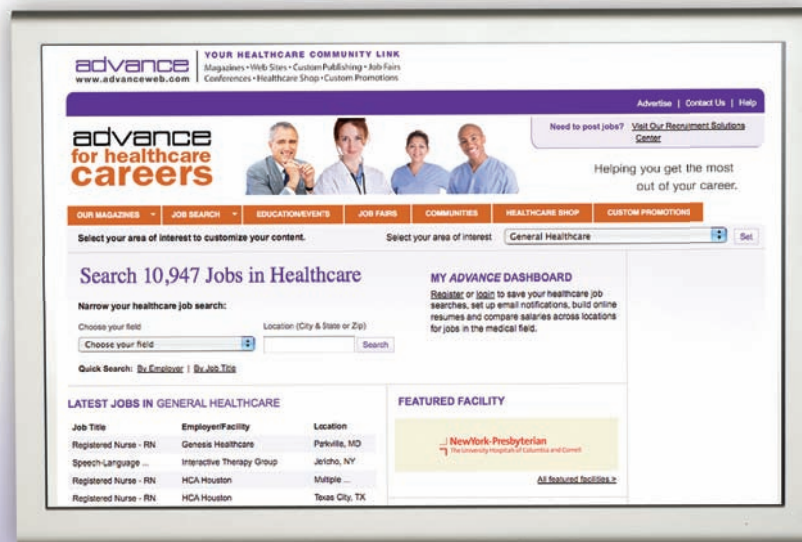 advance
www.advanceweb.com
YOUR HEALTHCARE COMMUNITY LINK
Magazines • Web Sites • Custom Publishing • Job Fairs
Conferences • Healthcare Shop • Custom Promotions
Advertise | Contact Us | Help
Need to post jobs? Visit Our Recruitment Solutions
Center
advance
for healthcare
careers
Helping you get the most
out of your career.
OUR MAGAZINES JOB SEARCH EDUCATION/EVENTS JOB FAIRS COMMUNITIES HEALTHCARE SHOP CUSTOM PROMOTIONS
Select your area of interest to customize your content. Select your area of interest General Healthcare Set
Search 10,947 Jobs in Healthcare
Narrow your healthcare job search:
Choose your field Location (City & State or Zip)
Choose your field Search
Quick Search: By Employer | By Job Title
MY ADVANCE DASHBOARD
Register or login to save your healthcare job
searches, set up email notifications, build online
resumes and compare salaries across locations
for jobs in the medical field.
LATEST JOBS IN GENERAL HEALTHCARE
Job Title Employer/Facility Location
Registered Nurse - RN Genesis Healthcare Parkville, MD
Speech-Language ... Interactive Therapy Group Jericho, NY
Registered Nurse - RN HCA Houston Multiple ...
Registered Nurse - RN HCA Houston Texas City, TX
FEATURED FACILITY
NewYork-Presbyterian
The University Hospitals of Columbia and Cornell
All featured facilities >